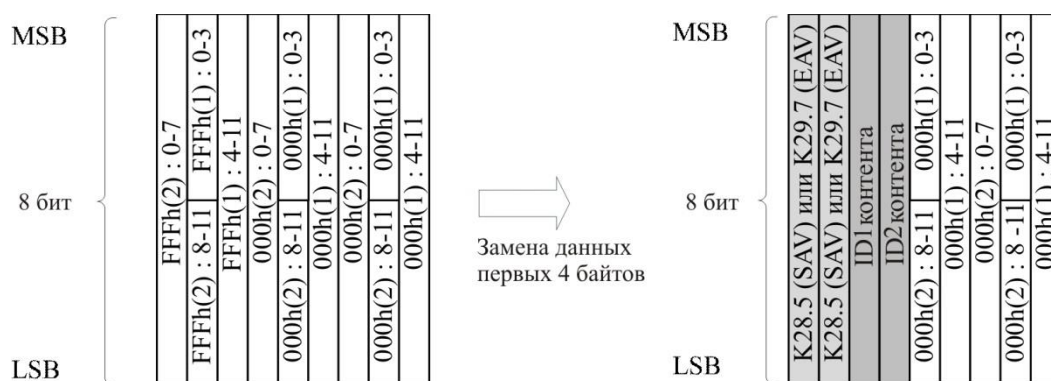 MSB
8 бит
LSB
FFFh(2) : 0-7
FFFh(2) : 8-11
FFFh(1) : 0-3
FFFh(1) : 4-11
000h(2) : 0-7
000h(2) : 8-11
000h(1) : 0-3
000h(1) : 4-11
000h(2) : 0-7
000h(2) : 8-11
000h(1) : 0-3
000h(1) : 4-11
Замена данных
первых 4 байтов
MSB
8 бит
LSB
K28.5 (SAV) или K29.7 (EAV)
K28.5 (SAV) или K29.7 (EAV)
ID1контента
ID2контента
000h(2) : 8-11
000h(1) : 0-3
000h(1) : 4-11
000h(2) : 0-7
000h(2) : 8-11
000h(1) : 0-3
000h(1) : 4-11